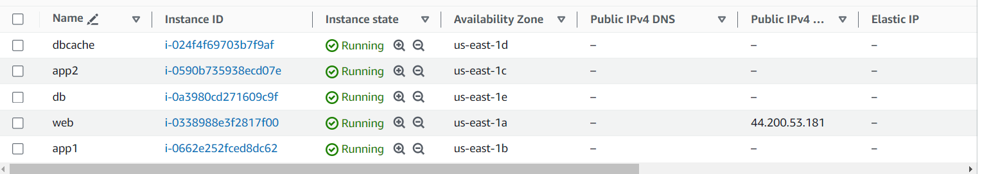 Name Instance ID Instance state Availability Zone Public IPv4 DNS Public IPv4 ... Elastic IP
dbcache i-024f4f69703b7f9af Running us-east-1d – – –
app2 i-0590b735938ecd07e Running us-east-1c – – –
db i-0a3980cd271609c9f Running us-east-1e – – –
web i-0338988e3f2817f00 Running us-east-1a – 44.200.53.181 –
app1 i-0662e252fced8dc62 Running us-east-1b – – –